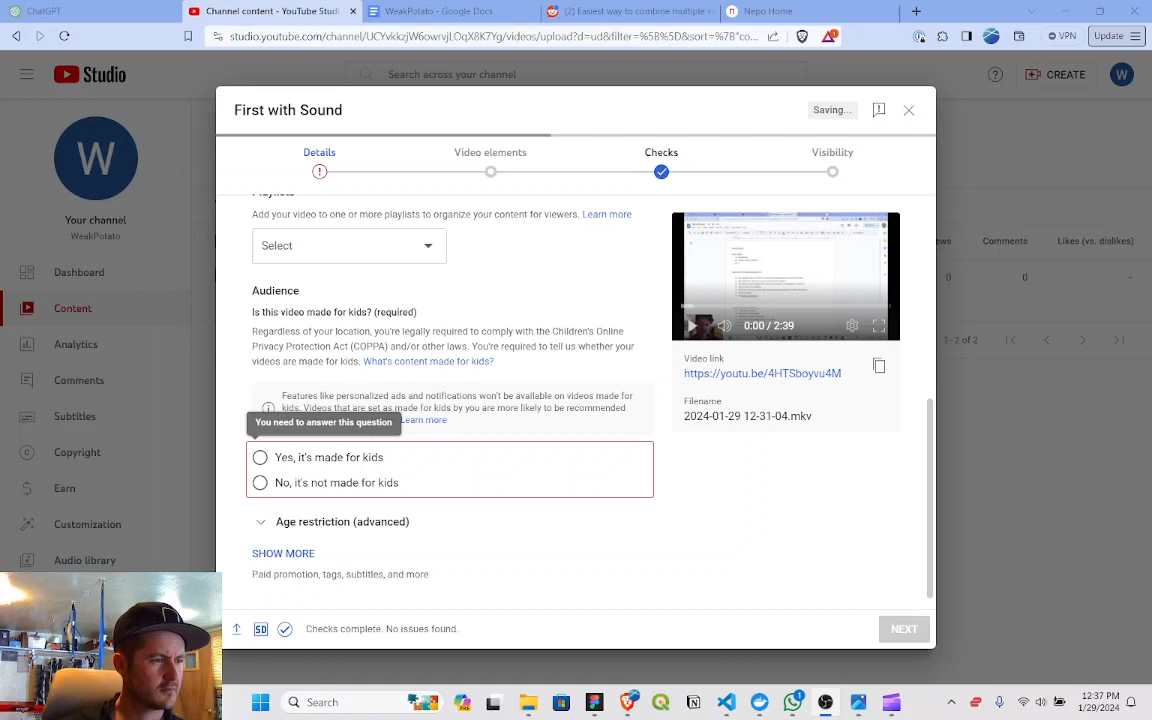 ChatGPT
Channel content - YouTube Studio
WeakPotato - Google Docs
(2) Easiest way to combine multiple v
Nepo Home
studio.youtube.com/channel/UCYvkkzjW6owrvjLOqX8K7Yg/videos/upload?d=ud&filter=%5B%5D&sort=%7B"co...
VPN
Update
Studio
Search across your channel
CREATE
W
First with Sound
Saving...
Details
Video elements
Checks
Visibility
W
Your channel
WeakPotato
Dashboard
Content
Analytics
Comments
Subtitles
Copyright
Earn
Customization
Audio library
Playlists
Add your video to one or more playlists to organize your content for viewers. Learn more
Select
Audience
Is this video made for kids? (required)
Regardless of your location, you're legally required to comply with the Children's Online
Privacy Protection Act (COPPA) and/or other laws. You're required to tell us whether your
videos are made for kids. What's content made for kids?
Features like personalized ads and notifications won't be available on videos made for
kids. Videos that are set as made for kids by you are more likely to be recommended
Learn more
You need to answer this question
Yes, it's made for kids
No, it's not made for kids
Age restriction (advanced)
SHOW MORE
Paid promotion, tags, subtitles, and more
0:00 / 2:39
Video link
https://youtu.be/4HTSboyvu4M
Filename
2024-01-29 12-31-04.mkv
ews
Comments
Likes (vs. dislikes)
0
0
1–2 of 2
SD
Checks complete. No issues found.
NEXT
Search
1
12:37 PM
1/29/2024